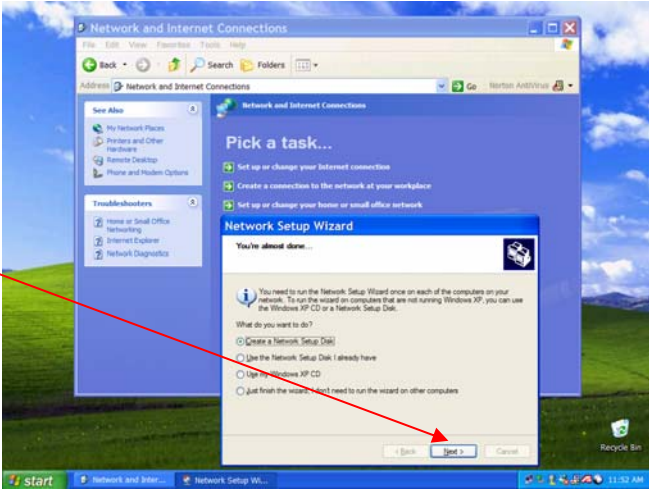 Network and Internet Connections
File Edit View Favorites Tools Help
Back Search Folders
Address Network and Internet Connections Go Norton AntiVirus
See Also
My Network Places
Printers and Other
Hardware
Remote Desktop
Phone and Modem Options
Troubleshooters
Home or Small Office
Networking
Internet Explorer
Network Diagnostics
Network and Internet Connections
Pick a task...
Set up or change your Internet connection
Create a connection to the network at your workplace
Set up or change your home or small office network
Network Setup Wizard
You're almost done...
You need to run the Network Setup Wizard once on each of the computers on your
network. To run the wizard on computers that are not running Windows XP, you can use
the Windows XP CD or a Network Setup Disk.
What do you want to do?
Create a Network Setup Disk
Use the Network Setup Disk I already have
Use my Windows XP CD
Just finish the wizard; I don't need to run the wizard on other computers
< Back Next > Cancel
Recycle Bin
start Network and Inter... Network Setup Wi... 11:52 AM